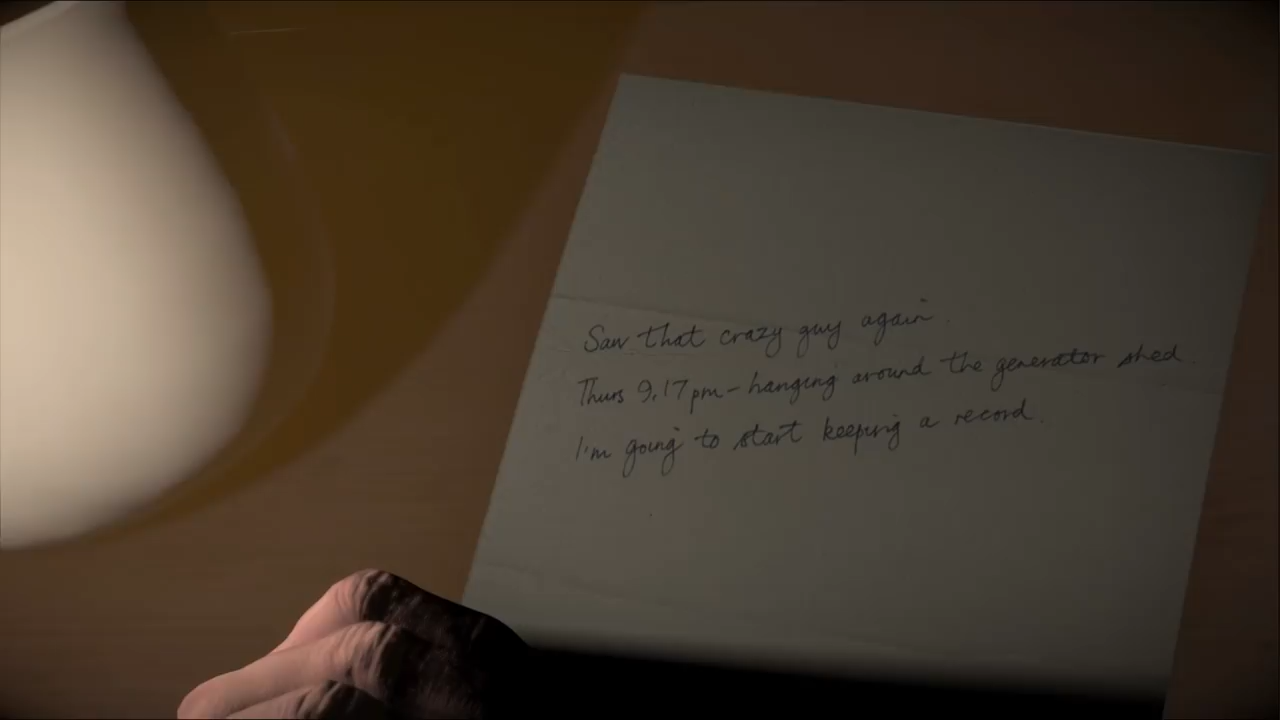 Saw that crazy guy again.
Thurs 9.17pm - hanging around the generator shed.
I'm going to start keeping a record.